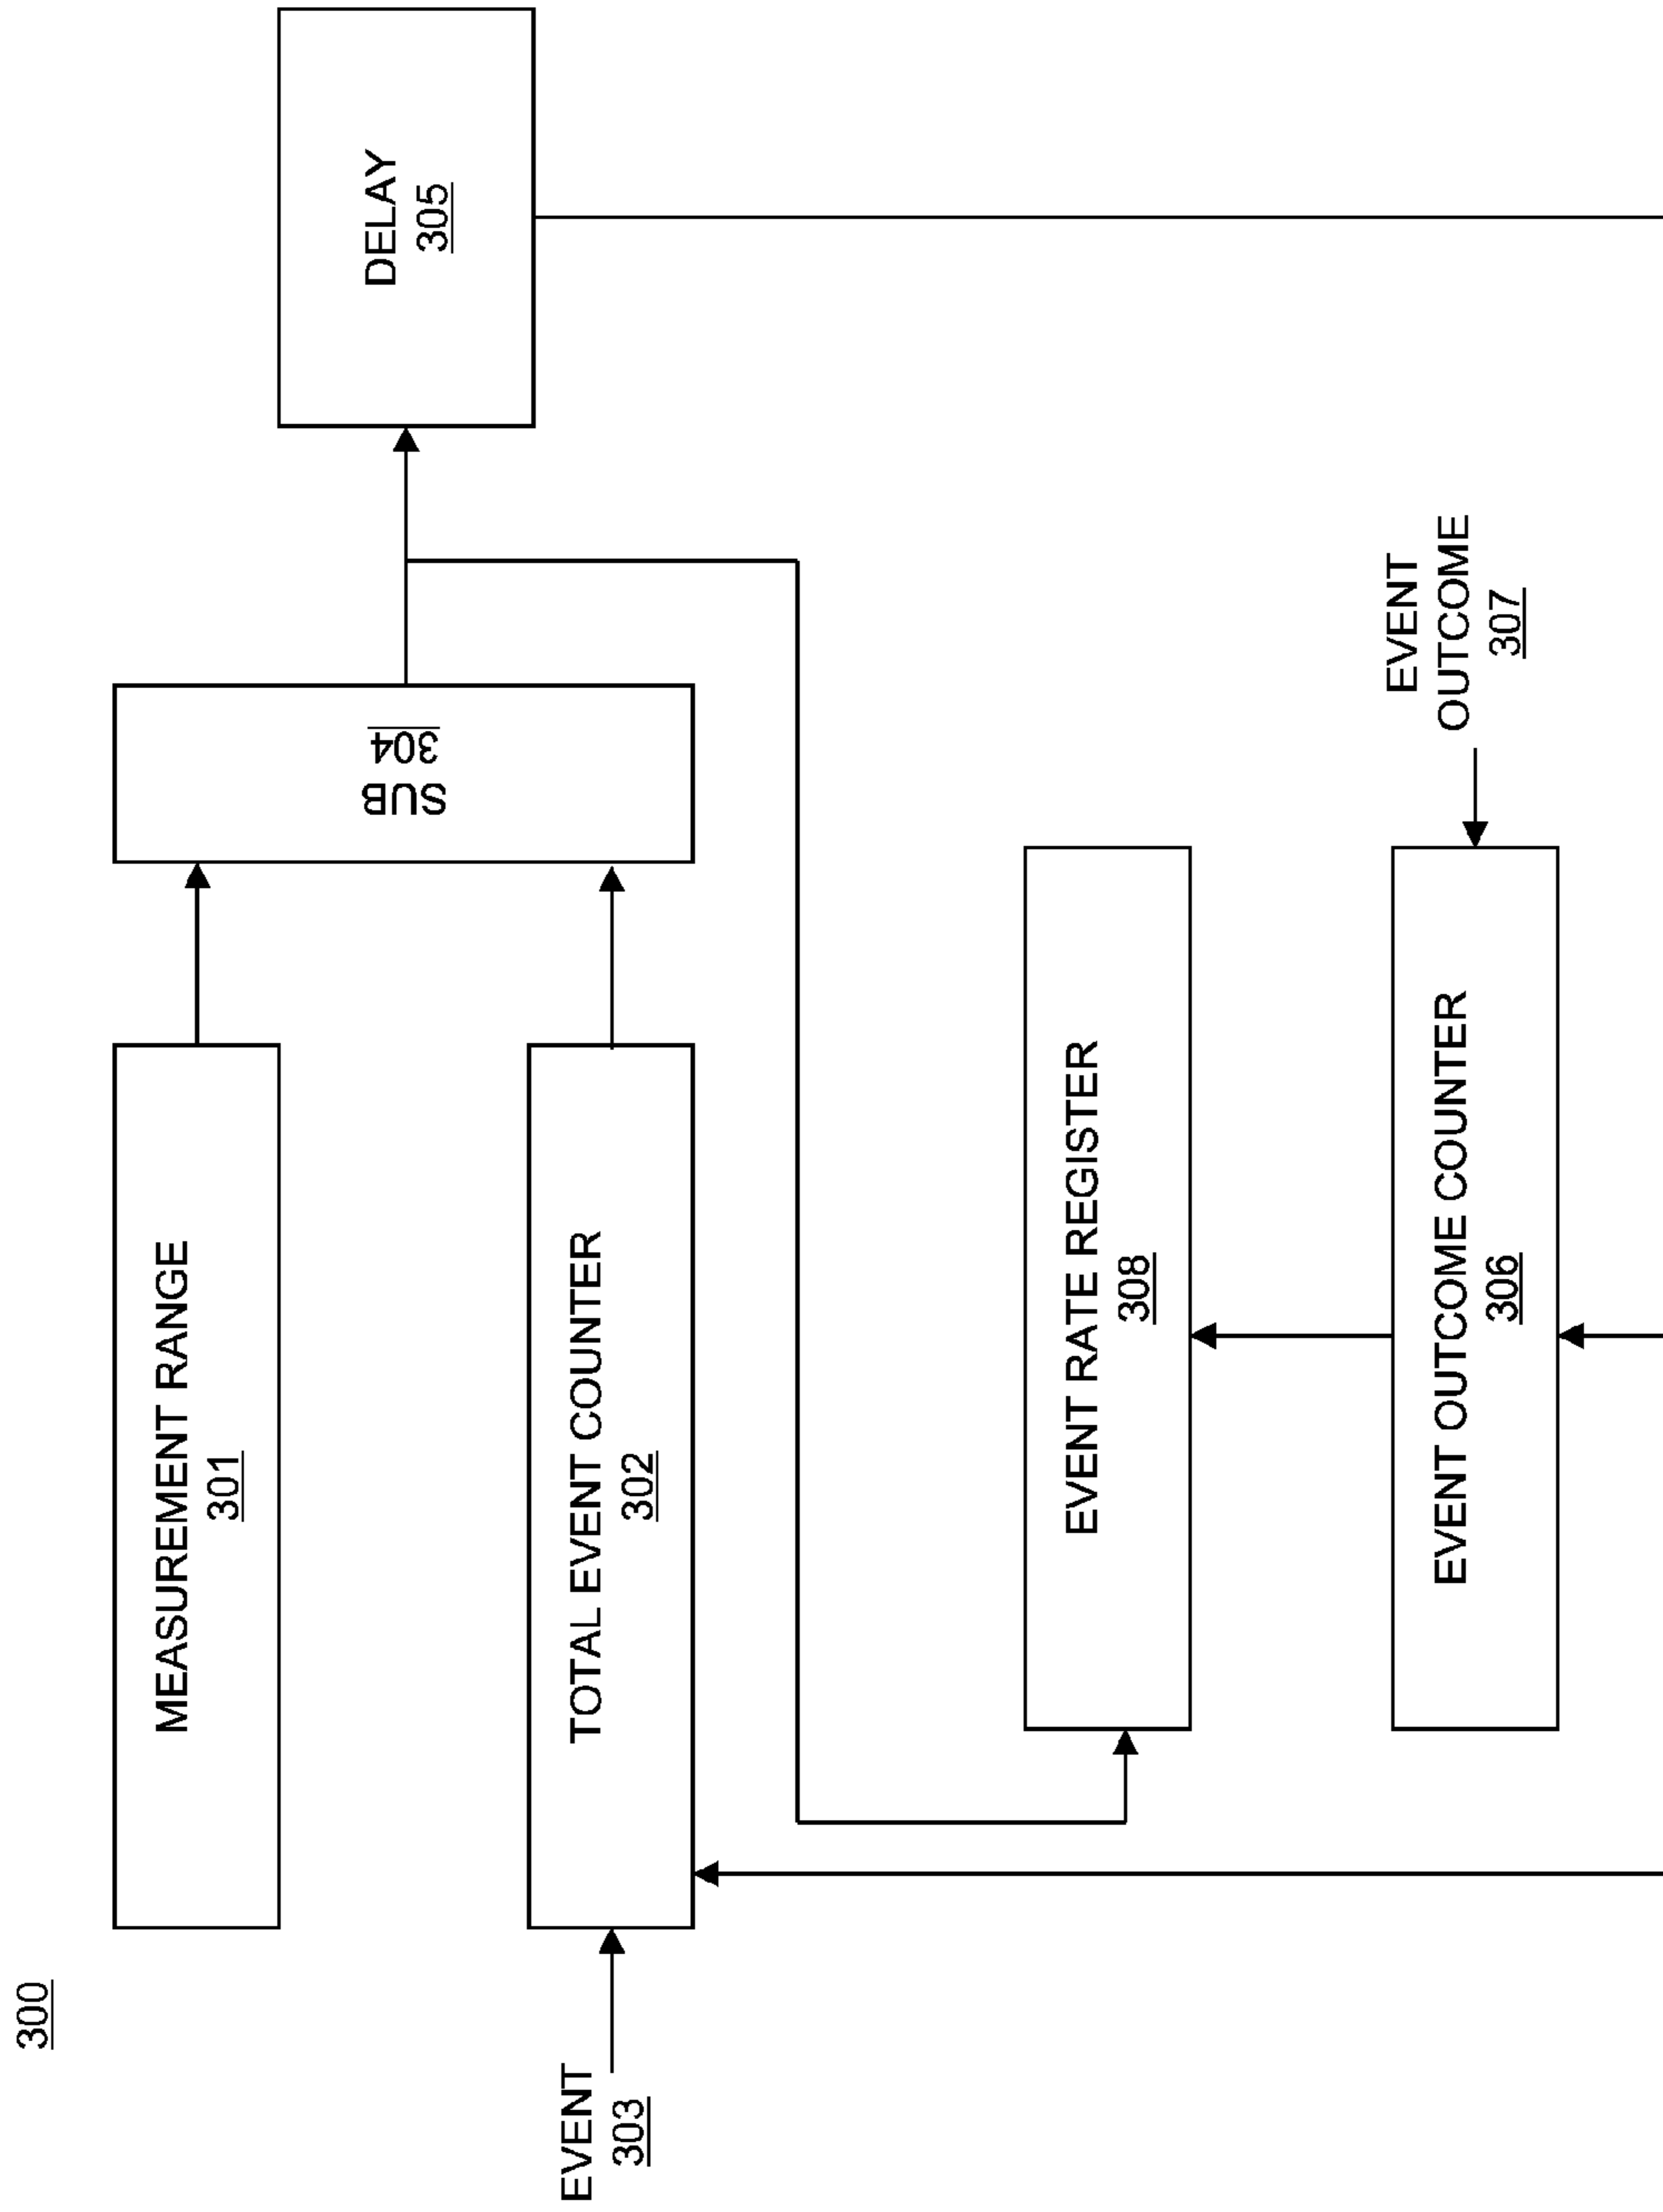 300
MEASUREMENT RANGE
301
TOTAL EVENT COUNTER
302
EVENT
303
SUB
304
DELAY
305
EVENT RATE REGISTER
308
EVENT OUTCOME COUNTER
306
EVENT
OUTCOME
307